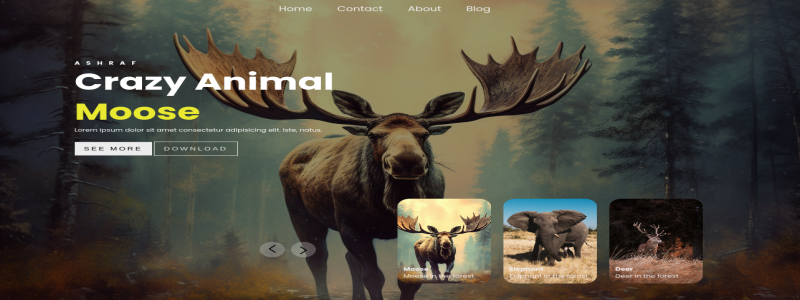 Home Contact About Blog
ASHRAF
Crazy Animal
Moose
Lorem ipsum dolor sit amet consectetur adipisicing elit. Iste, natus.
SEE MORE DOWNLOAD
< >
Moose
Moose in the forest
Elephant
Elephant in the forest
Deer
Deer in the forest